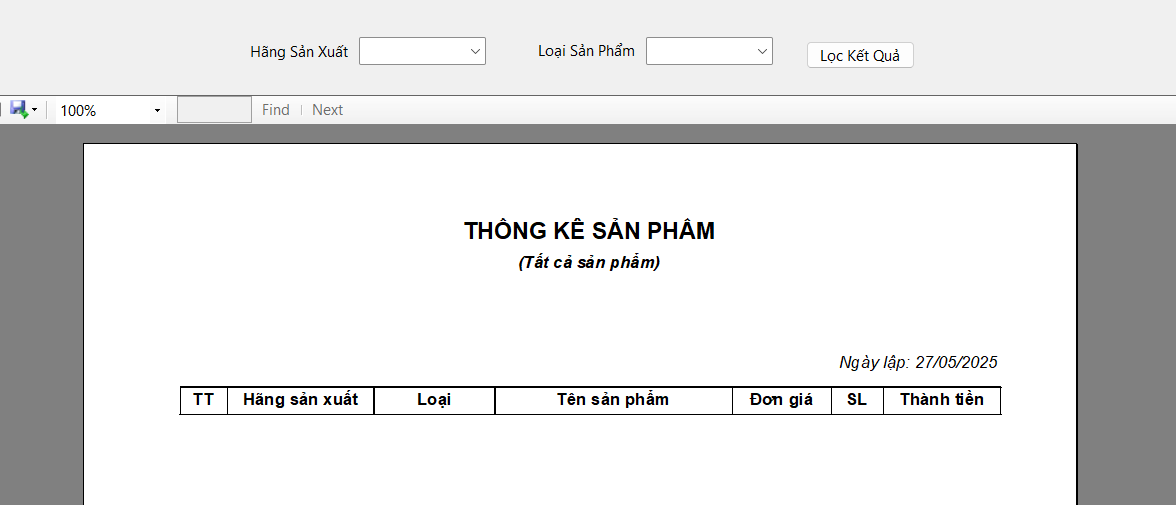 Hãng Sản Xuất Loại Sản Phẩm Lọc Kết Quả
100% Find Next
THÔNG KÊ SẢN PHÂM
(Tất cả sản phẩm)
Ngày lập: 27/05/2025
TT Hãng sản xuất Loại Tên sản phẩm Đơn giá SL Thành tiền